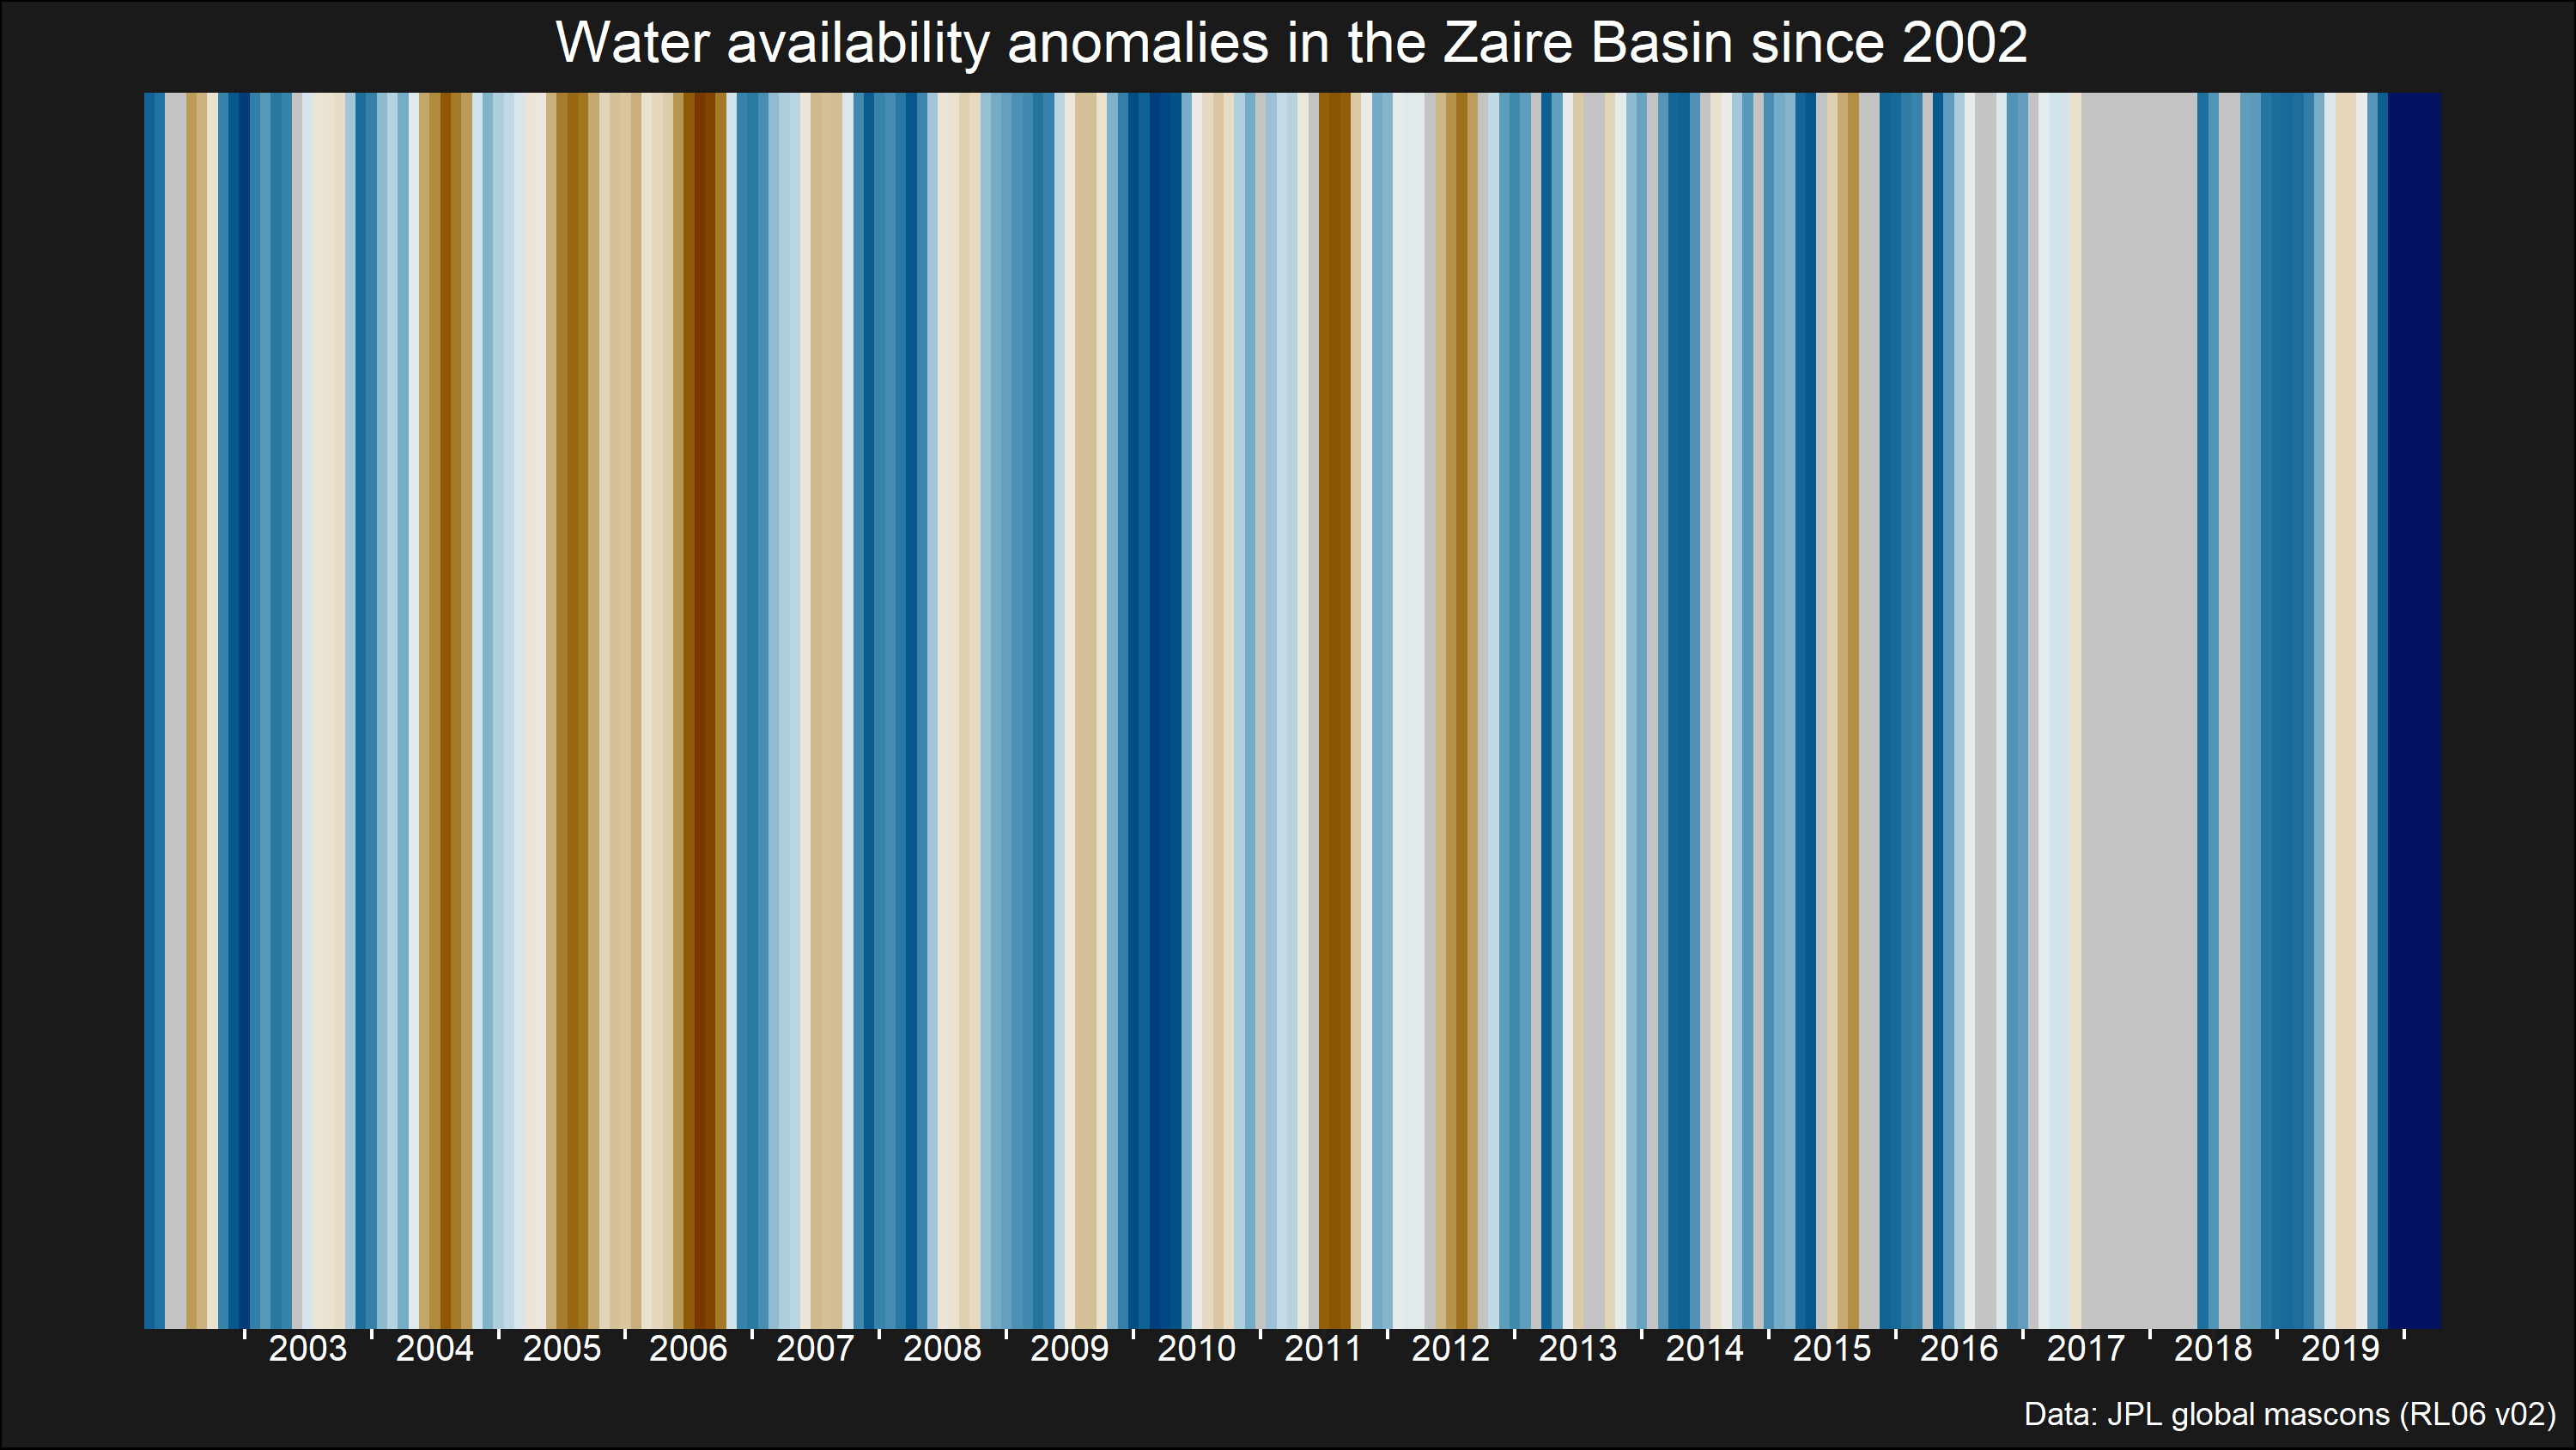 Water availability anomalies in the Zaire Basin since 2002
2003 2004 2005 2006 2007 2008 2009 2010 2011 2012 2013 2014 2015 2016 2017 2018 2019
Data: JPL global mascons (RL06 v02)